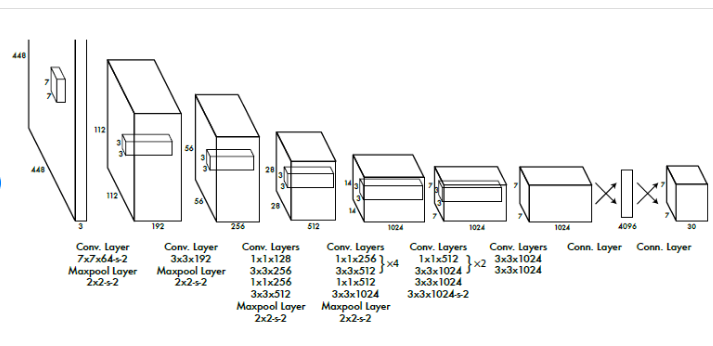 448
448
7
7
3
112
112
3
3
192
56
56
3
3
256
28
28
3
3
512
14
14
3
3
1024
7
7
3
3
1024
7
7
1024
4096
7
7
30
Conv. Layer
7x7x64-s-2
Maxpool Layer
2x2-s-2
Conv. Layer
3x3x192
Maxpool Layer
2x2-s-2
Conv. Layers
1x1x128
3x3x256
1x1x256
3x3x512
Maxpool Layer
2x2-s-2
Conv. Layers
1x1x256
3x3x512 } ×4
1x1x512
3x3x1024
Maxpool Layer
2x2-s-2
Conv. Layers
1x1x512
3x3x1024 } ×2
3x3x1024
3x3x1024-s-2
Conv. Layers
3x3x1024
3x3x1024
Conn. Layer
Conn. Layer